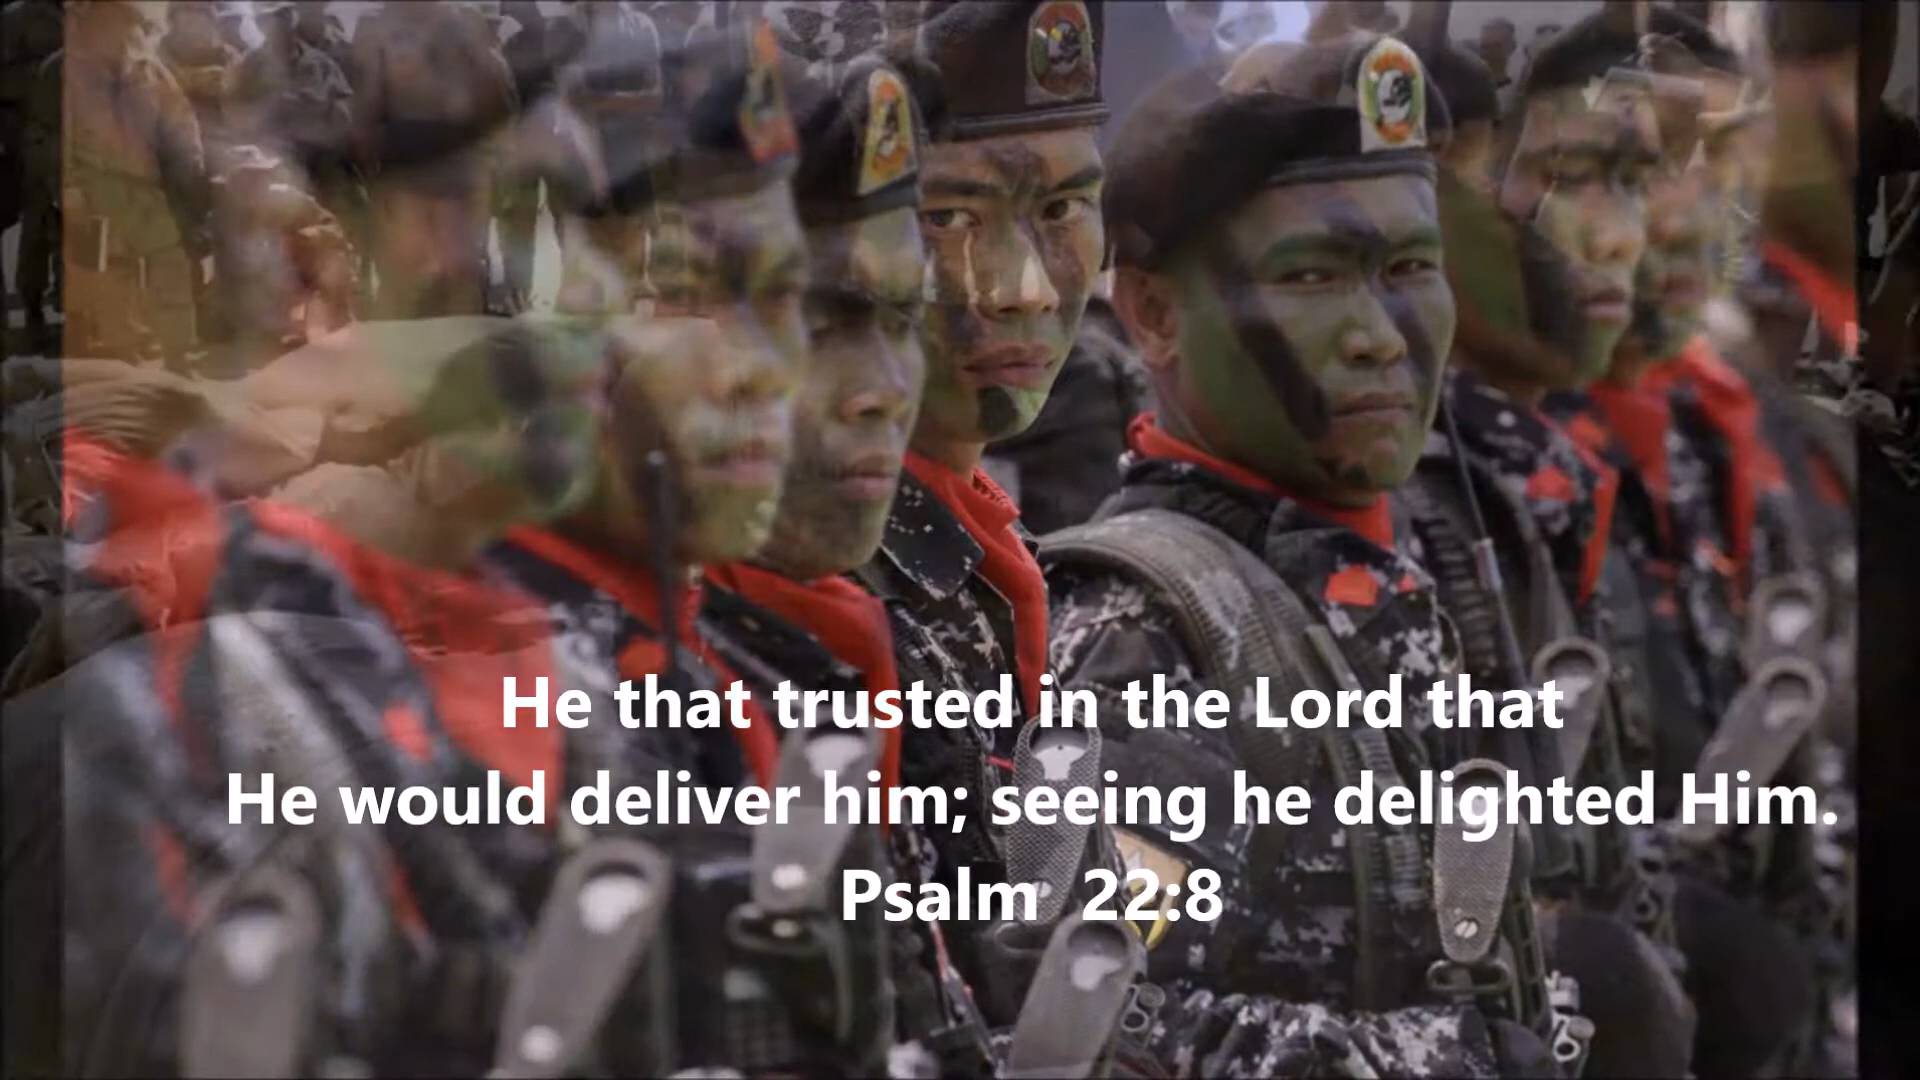 He that trusted in the Lord that
He would deliver him; seeing he delighted Him.
Psalm 22:8